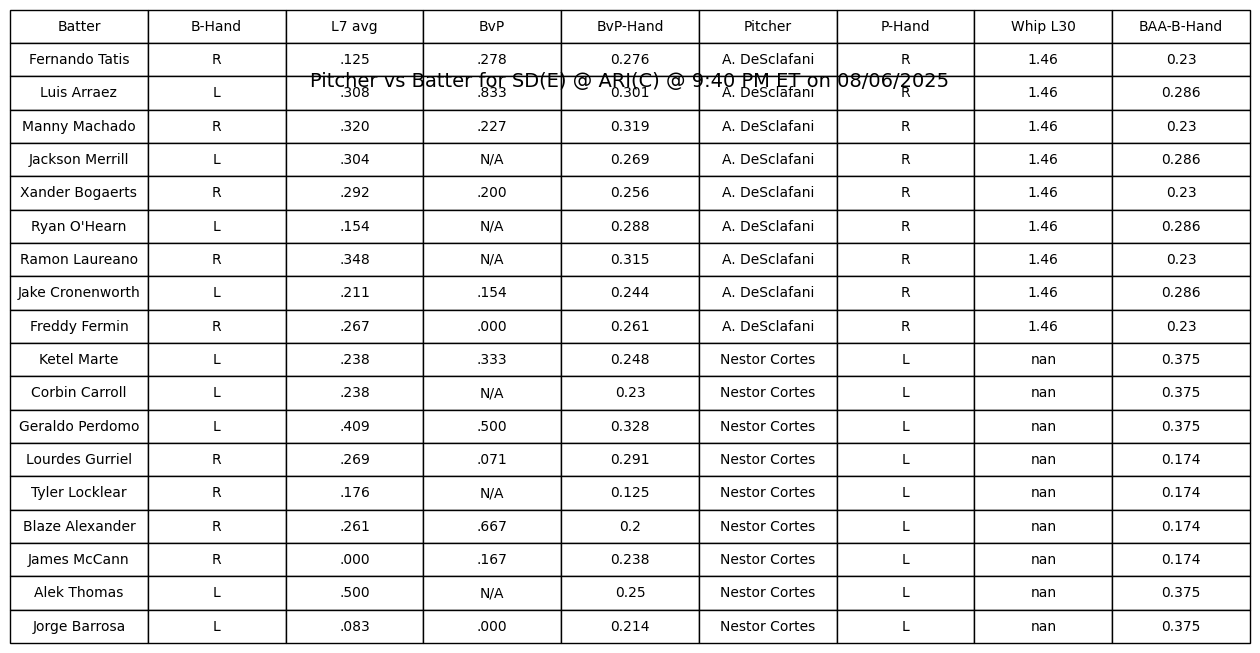 Batter B-Hand L7 avg BvP BvP-Hand Pitcher P-Hand Whip L30 BAA-B-Hand
Fernando Tatis R .125 .278 0.276 A. DeSclafani R 1.46 0.23
Pitcher vs Batter for SD(E) @ ARI(C) @ 9:40 PM ET on 08/06/2025
Luis Arraez L .308 .833 0.301 A. DeSclafani R 1.46 0.286
Manny Machado R .320 .227 0.319 A. DeSclafani R 1.46 0.23
Jackson Merrill L .304 N/A 0.269 A. DeSclafani R 1.46 0.286
Xander Bogaerts R .292 .200 0.256 A. DeSclafani R 1.46 0.23
Ryan O'Hearn L .154 N/A 0.288 A. DeSclafani R 1.46 0.286
Ramon Laureano R .348 N/A 0.315 A. DeSclafani R 1.46 0.23
Jake Cronenworth L .211 .154 0.244 A. DeSclafani R 1.46 0.286
Freddy Fermin R .267 .000 0.261 A. DeSclafani R 1.46 0.23
Ketel Marte L .238 .333 0.248 Nestor Cortes L nan 0.375
Corbin Carroll L .238 N/A 0.23 Nestor Cortes L nan 0.375
Geraldo Perdomo L .409 .500 0.328 Nestor Cortes L nan 0.375
Lourdes Gurriel R .269 .071 0.291 Nestor Cortes L nan 0.174
Tyler Locklear R .176 N/A 0.125 Nestor Cortes L nan 0.174
Blaze Alexander R .261 .667 0.2 Nestor Cortes L nan 0.174
James McCann R .000 .167 0.238 Nestor Cortes L nan 0.174
Alek Thomas L .500 N/A 0.25 Nestor Cortes L nan 0.375
Jorge Barrosa L .083 .000 0.214 Nestor Cortes L nan 0.375